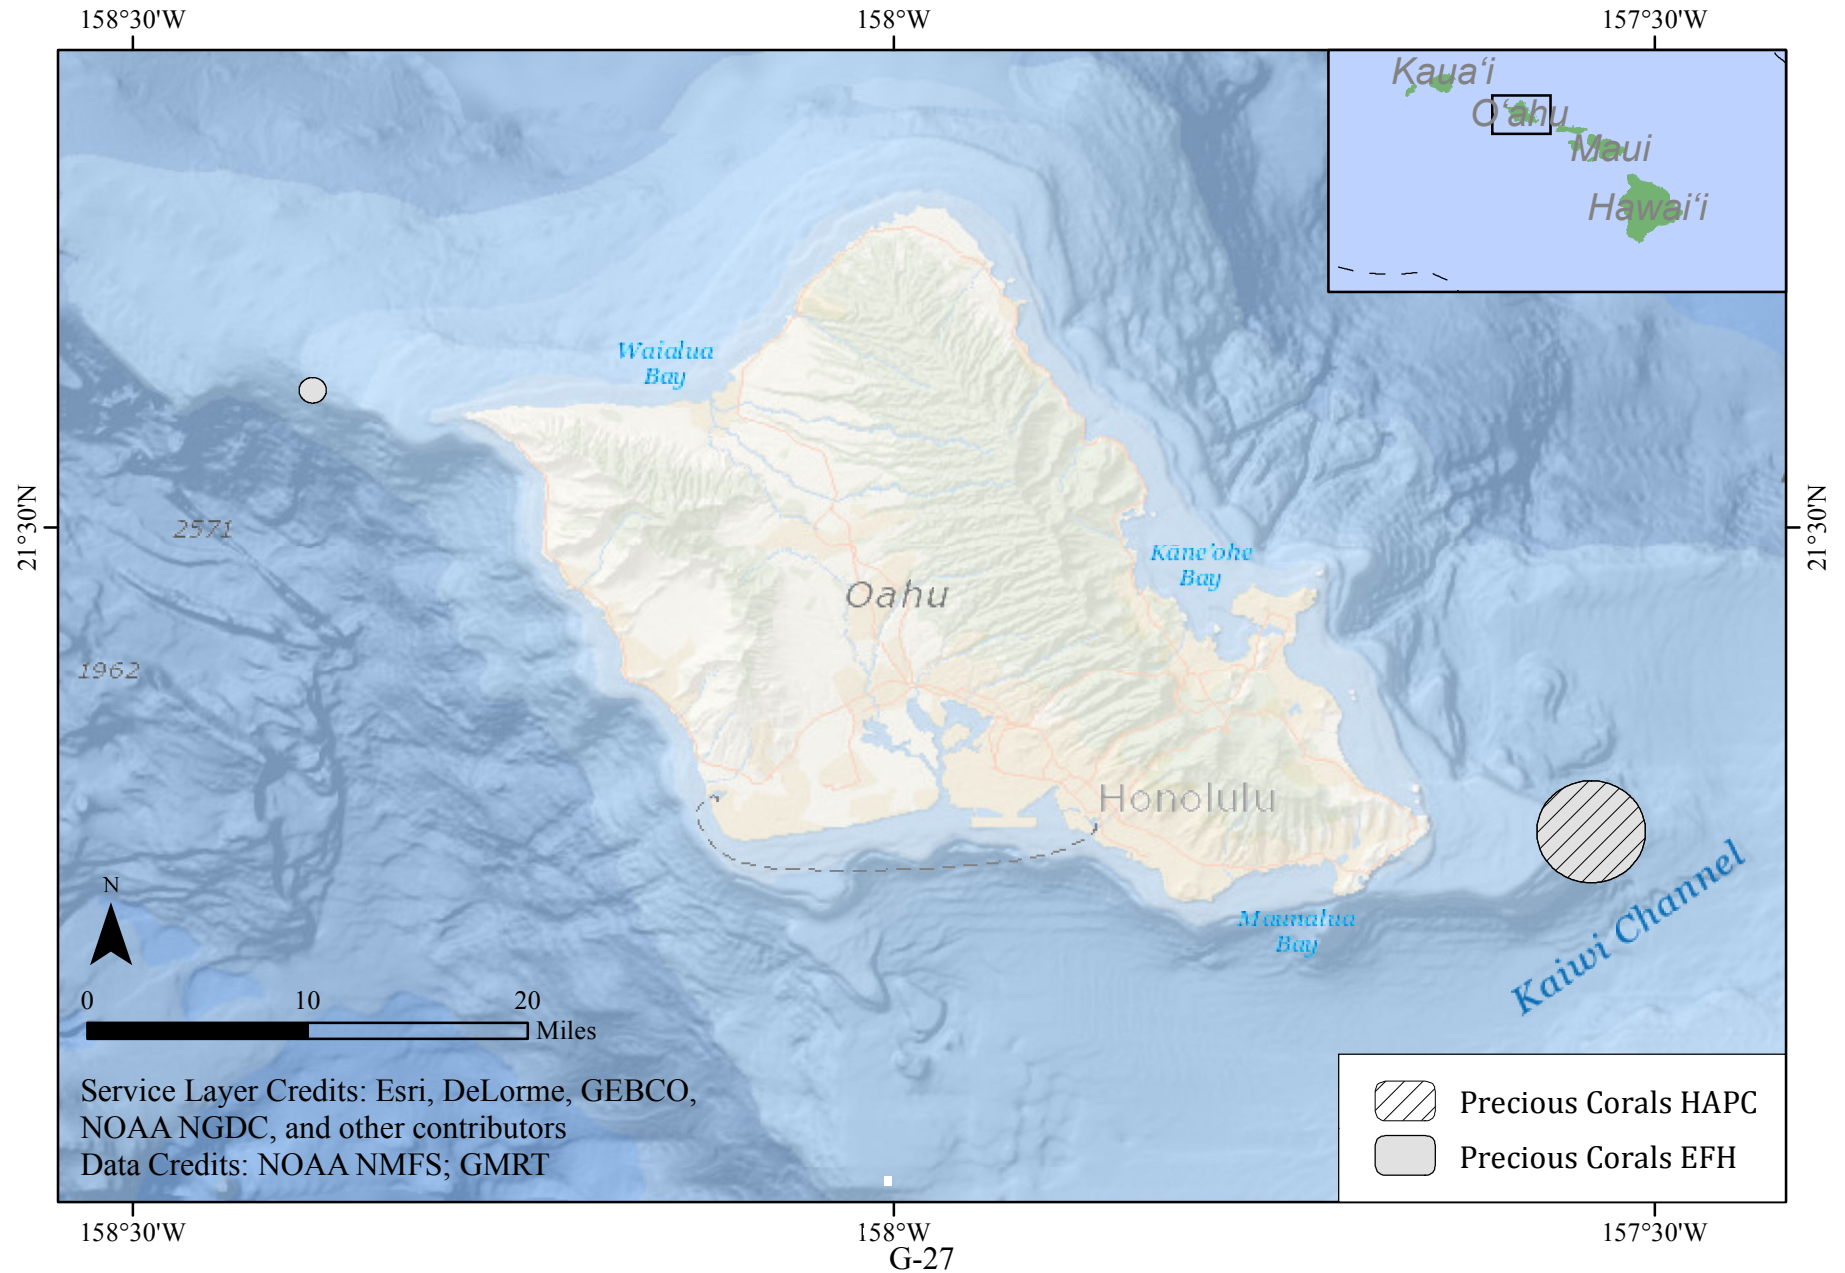 158°30'W
158°W
157°30'W
Kaua‘i
O‘ahu
Maui
Hawai‘i
Waialua
Bay
21°30'N
21°30'N
2571
Kāne'ohe
Bay
Oahu
1962
Honolulu
N
Maunalua
Bay
Kaiwi Channel
0 10 20
Miles
Service Layer Credits: Esri, DeLorme, GEBCO,
NOAA NGDC, and other contributors
Data Credits: NOAA NMFS; GMRT
Precious Corals HAPC
Precious Corals EFH
158°30'W
158°W
157°30'W
G-27